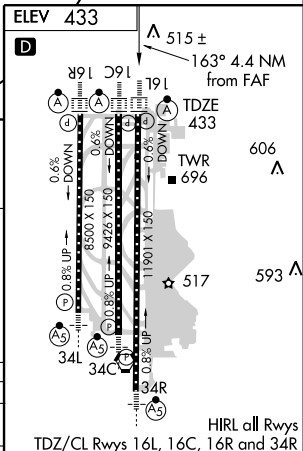 ELEV 433
D
515 ±
163° 4.4 NM
from FAF
16R
16C
16L
A
A
A
TDZE
433
P
P
P
0.6%
DOWN
0.6%
DOWN
0.6%
DOWN
TWR
696
606
8500 X 150
9426 X 150
11901 X 150
517
593
0.8% UP
0.8% UP
0.8% UP
P
P
P
A5
34L
A5
34C
34R
A5
HIRL all Rwys
TDZ/CL Rwys 16L, 16C, 16R and 34R